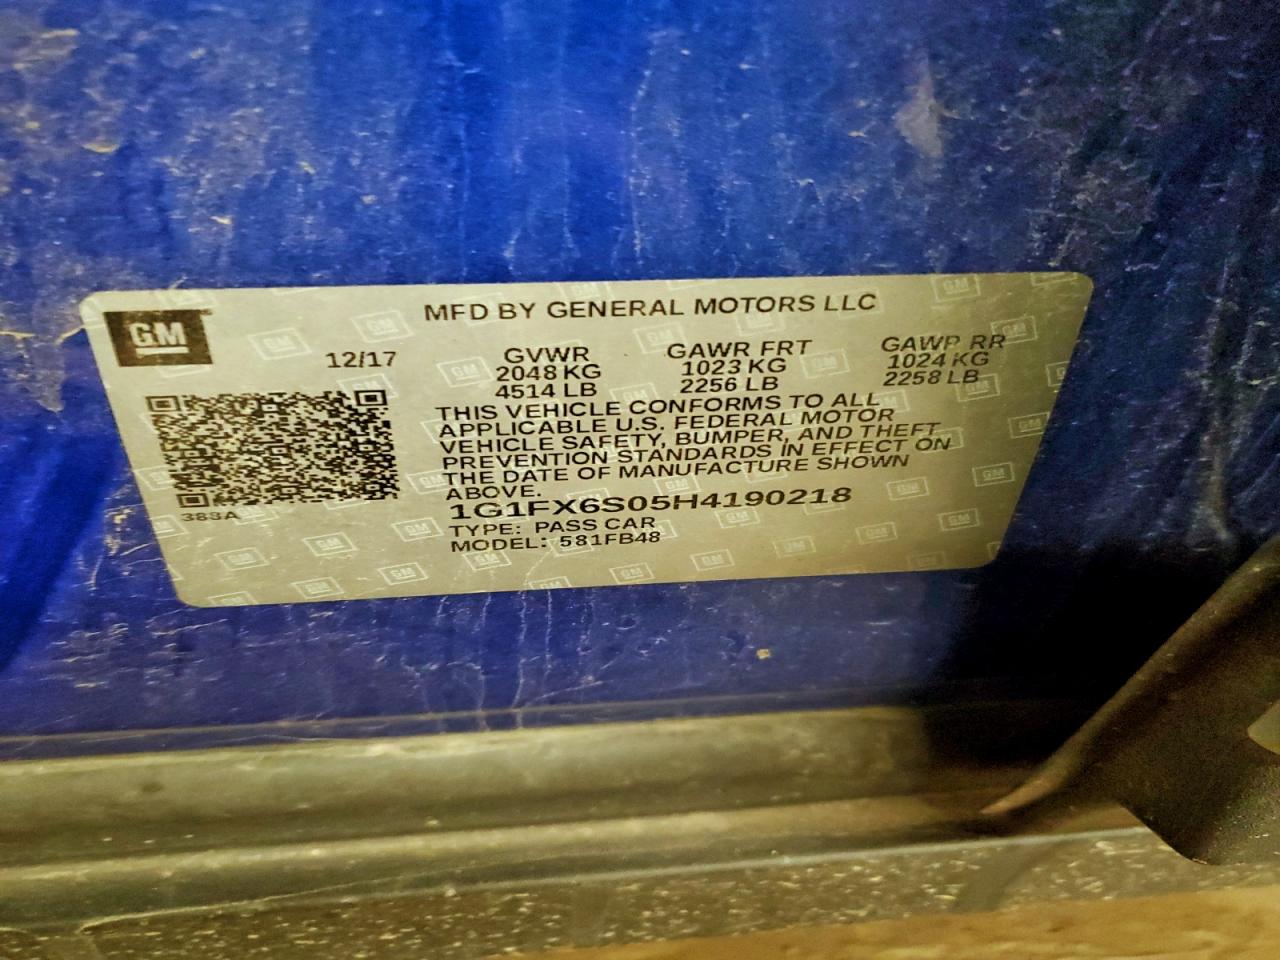 GM
MFD BY GENERAL MOTORS LLC
12/17 GVWR GAWR FRT GAWR RR
2048 KG 1023 KG 1024 KG
4514 LB 2256 LB 2258 LB
THIS VEHICLE CONFORMS TO ALL
APPLICABLE U.S. FEDERAL MOTOR
VEHICLE SAFETY, BUMPER, AND THEFT
PREVENTION STANDARDS IN EFFECT ON
THE DATE OF MANUFACTURE SHOWN
ABOVE.
383A
1G1FX6S05H4190218
TYPE: PASS CAR
MODEL: 581FB48